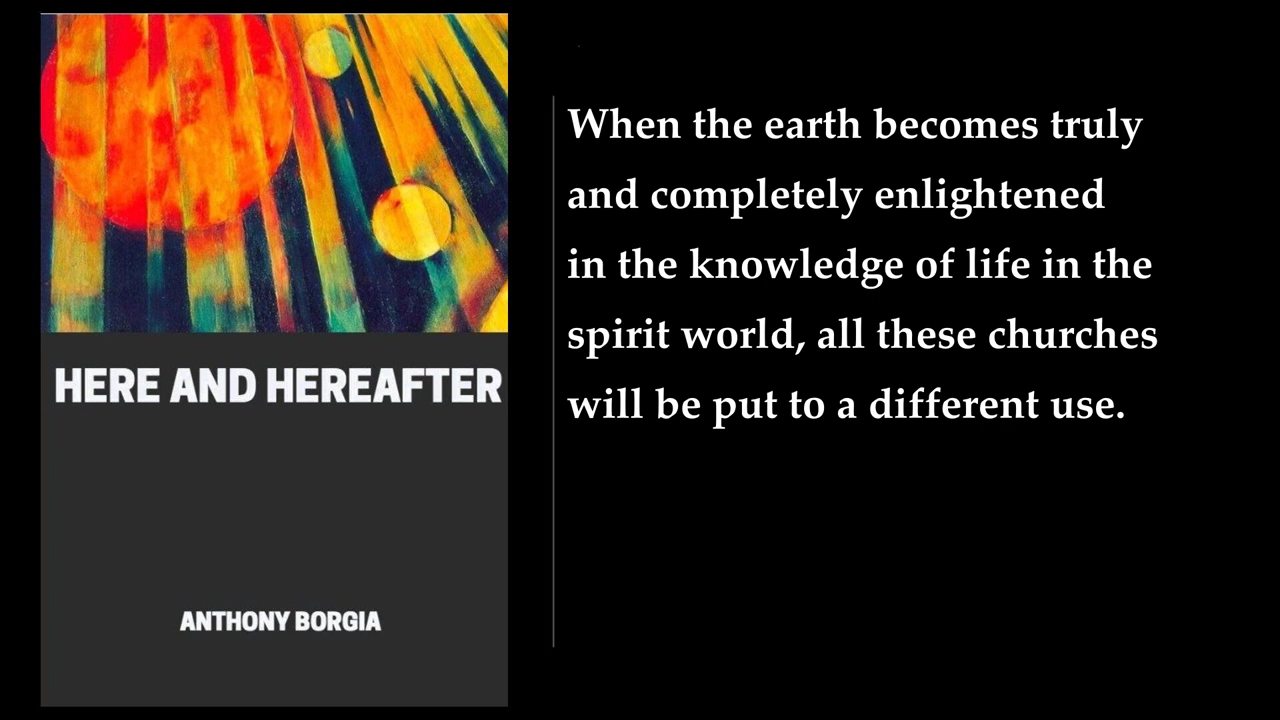 HERE AND HEREAFTER
ANTHONY BORGIA
When the earth becomes truly
and completely enlightened
in the knowledge of life in the
spirit world, all these churches
will be put to a different use.